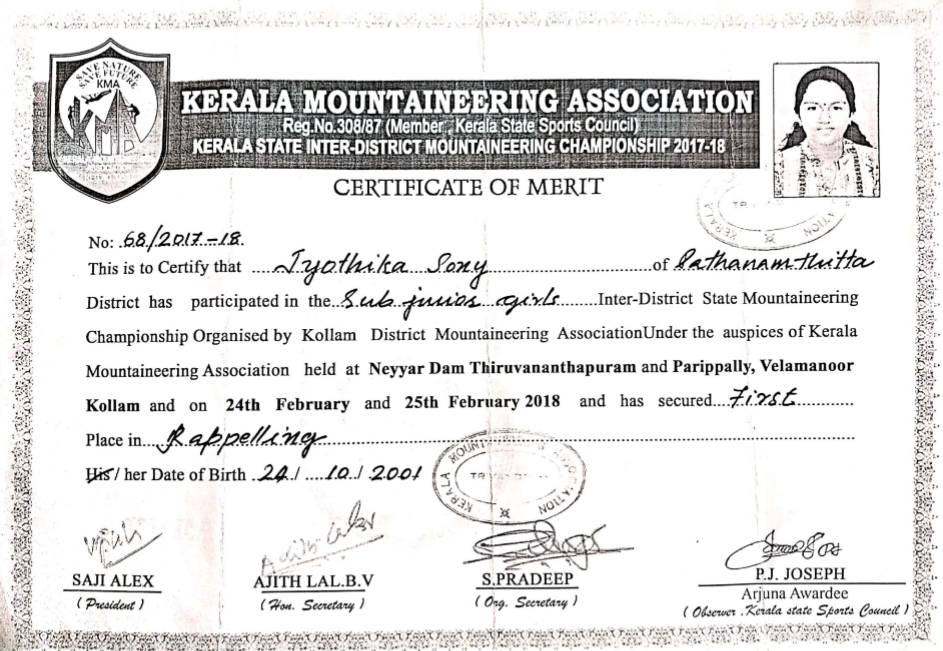 SAVE NATURE
SAVE FUTURE
KMA
KMA
KERALA MOUNTAINEERING ASSOCIATION
Reg.No.308/87 (Member, Kerala State Sports Council)
KERALA STATE INTER-DISTRICT MOUNTAINEERING CHAMPIONSHIP 2017-18
CERTIFICATE OF MERIT
KERALA ATION
No: 68/2017-18.
This is to Certify that Jyothika Sony of Pathanamthitta
District has participated in the Sub junior girls Inter-District State Mountaineering
Championship Organised by Kollam District Mountaineering AssociationUnder the auspices of Kerala
Mountaineering Association held at Neyyar Dam Thiruvananthapuram and Parippally, Velamanoor
Kollam and on 24th February and 25th February 2018 and has secured First
Place in Rappelling
His/ her Date of Birth 24/ 10/ 2001
KERALA MOUNTAINEERING ASSOCIATION
SAJI ALEX AJITH LAL.B.V S.PRADEEP P.J. JOSEPH
Arjuna Awardee
(President) (Hon. Secretary) (Org. Secretary) (Observer .Kerala state Sports Council)